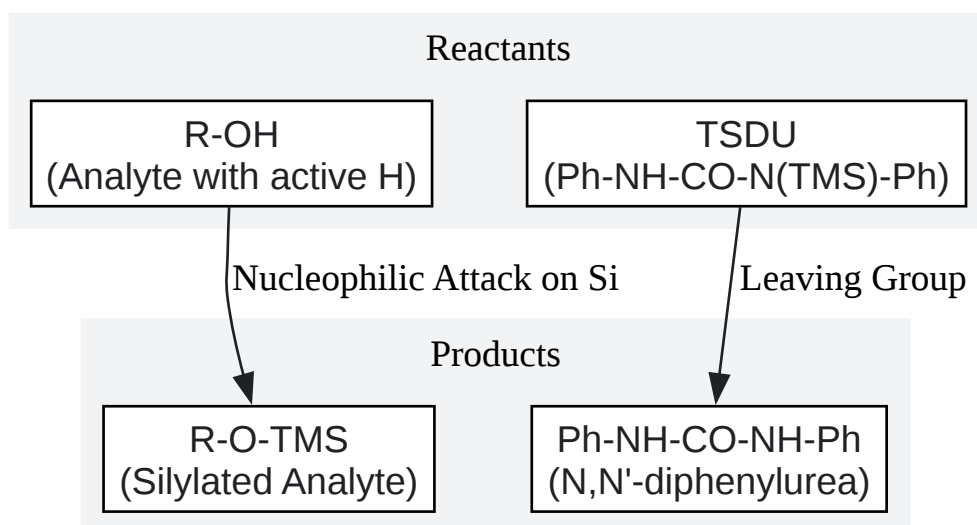 Reactants
R-OH
(Analyte with active H)
TSDU
(Ph-NH-CO-N(TMS)-Ph)
Nucleophilic Attack on Si
Leaving Group
Products
R-O-TMS
(Silylated Analyte)
Ph-NH-CO-NH-Ph
(N,N'-diphenylurea)